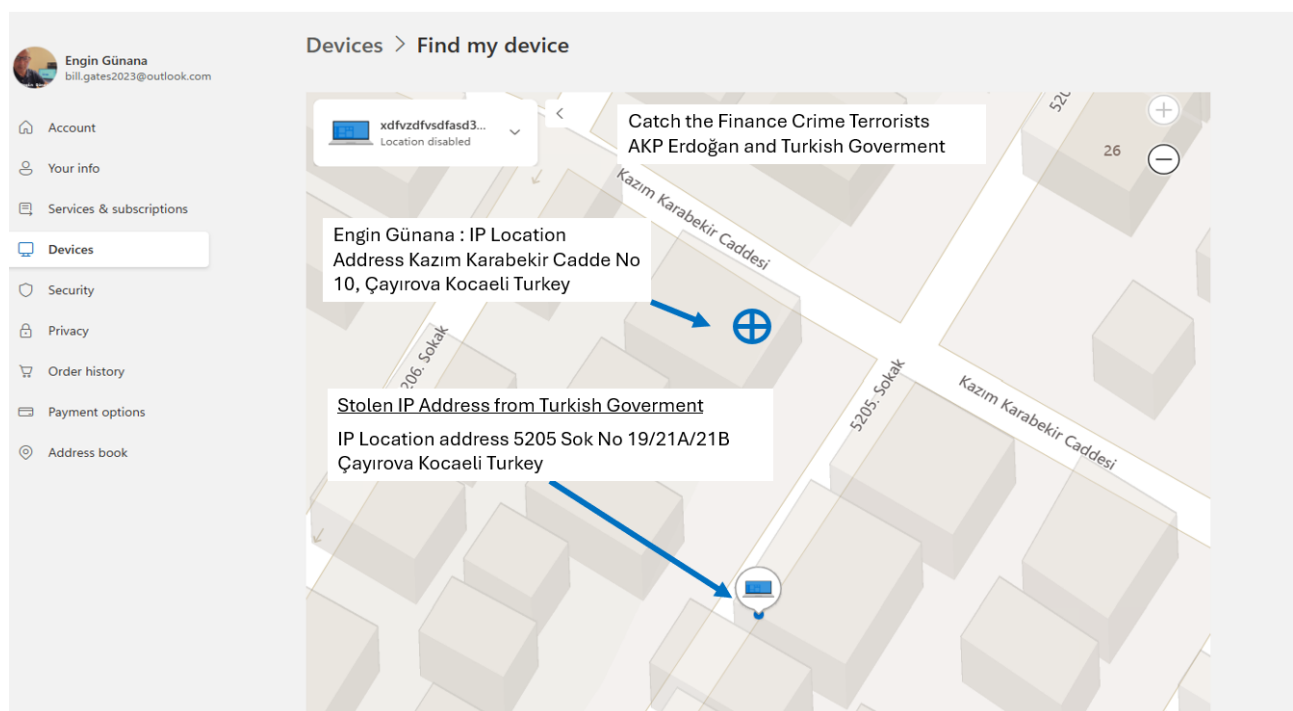 Devices > Find my device
Engin Günana
bill.gates2023@outlook.com
Account
Your info
Services & subscriptions
Devices
Security
Privacy
Order history
Payment options
Address book
xdfvzdfvsdfasd3...
Location disabled
Catch the Finance Crime Terrorists
AKP Erdoğan and Turkish Goverment
520
26
Kazım Karabekir Caddesi
Engin Günana : IP Location
Address Kazım Karabekir Cadde No
10, Çayırova Kocaeli Turkey
206. Sokak
5205. Sokak
Kazım Karabekir Caddesi
Stolen IP Address from Turkish Goverment
IP Location address 5205 Sok No 19/21A/21B
Çayırova Kocaeli Turkey